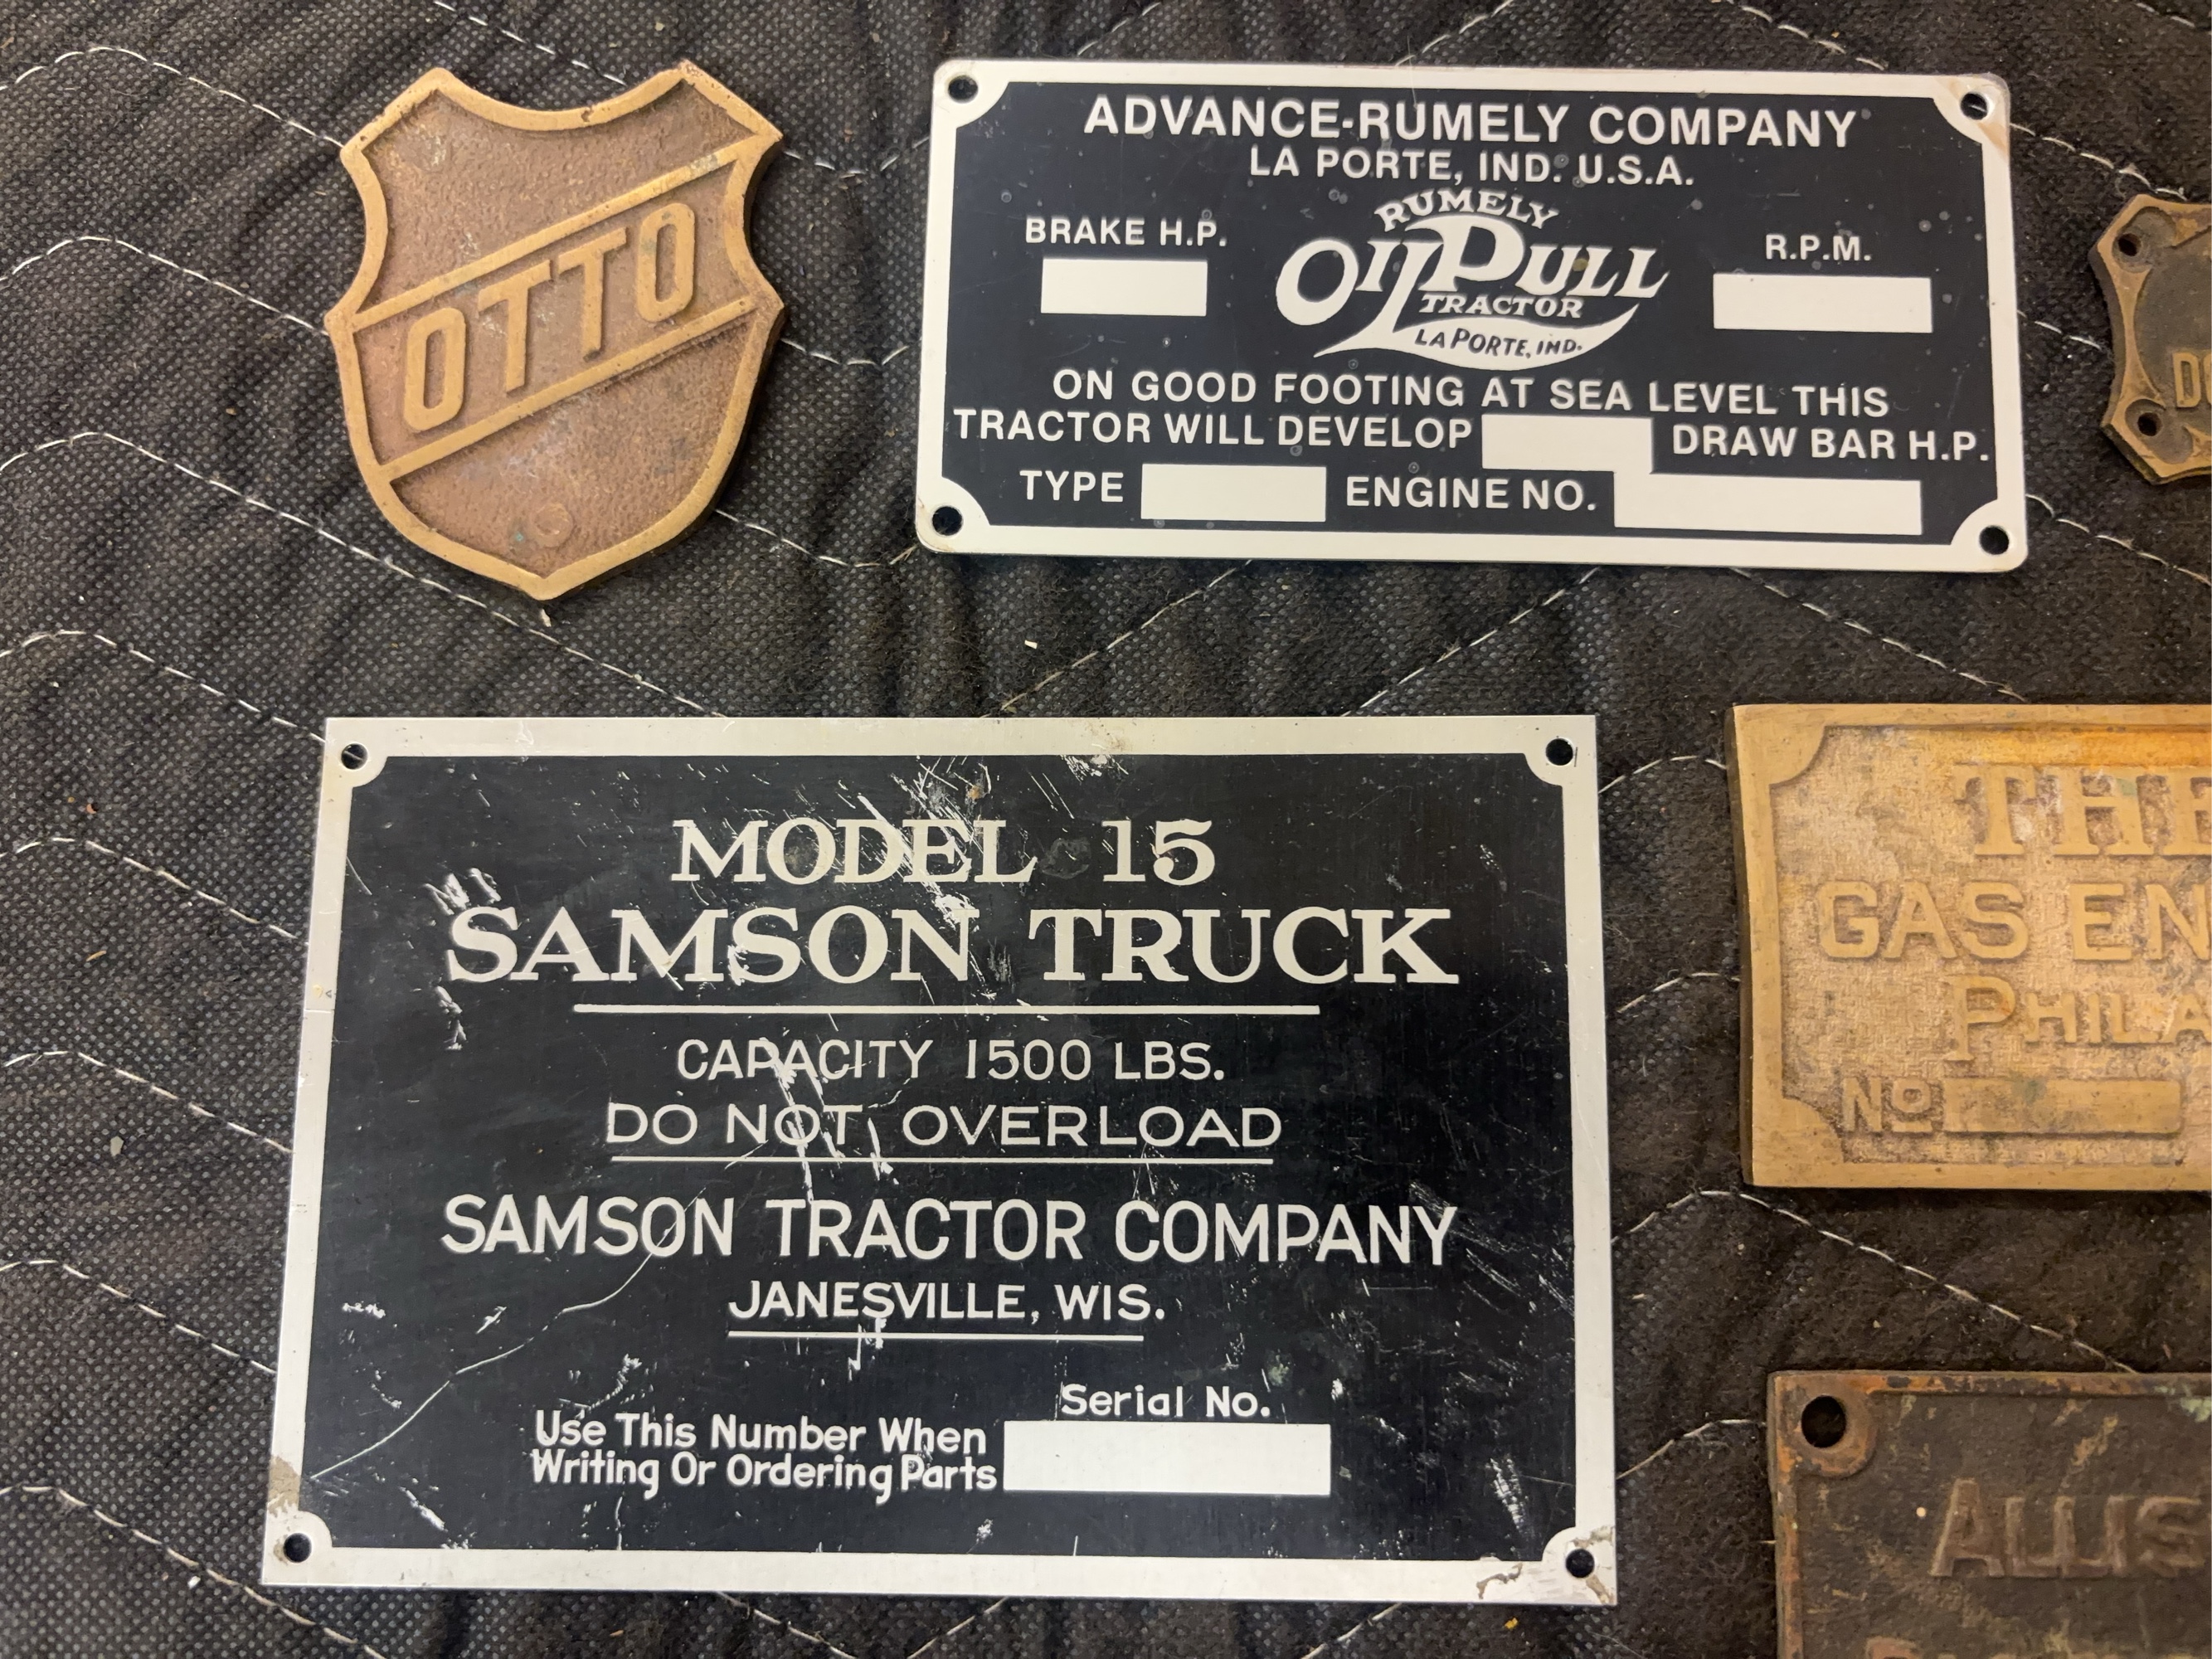 OTTO
ADVANCE-RUMELY COMPANY
LA PORTE, IND. U.S.A.
BRAKE H.P.
RUMELY
OILPULL
TRACTOR
LA PORTE, IND.
R.P.M.
ON GOOD FOOTING AT SEA LEVEL THIS
TRACTOR WILL DEVELOP DRAW BAR H.P.
TYPE ENGINE NO.
MODEL 15
SAMSON TRUCK
CAPACITY 1500 LBS.
DO NOT OVERLOAD
SAMSON TRACTOR COMPANY
JANESVILLE, WIS.
Serial No.
Use This Number When
Writing Or Ordering Parts
GAS
No